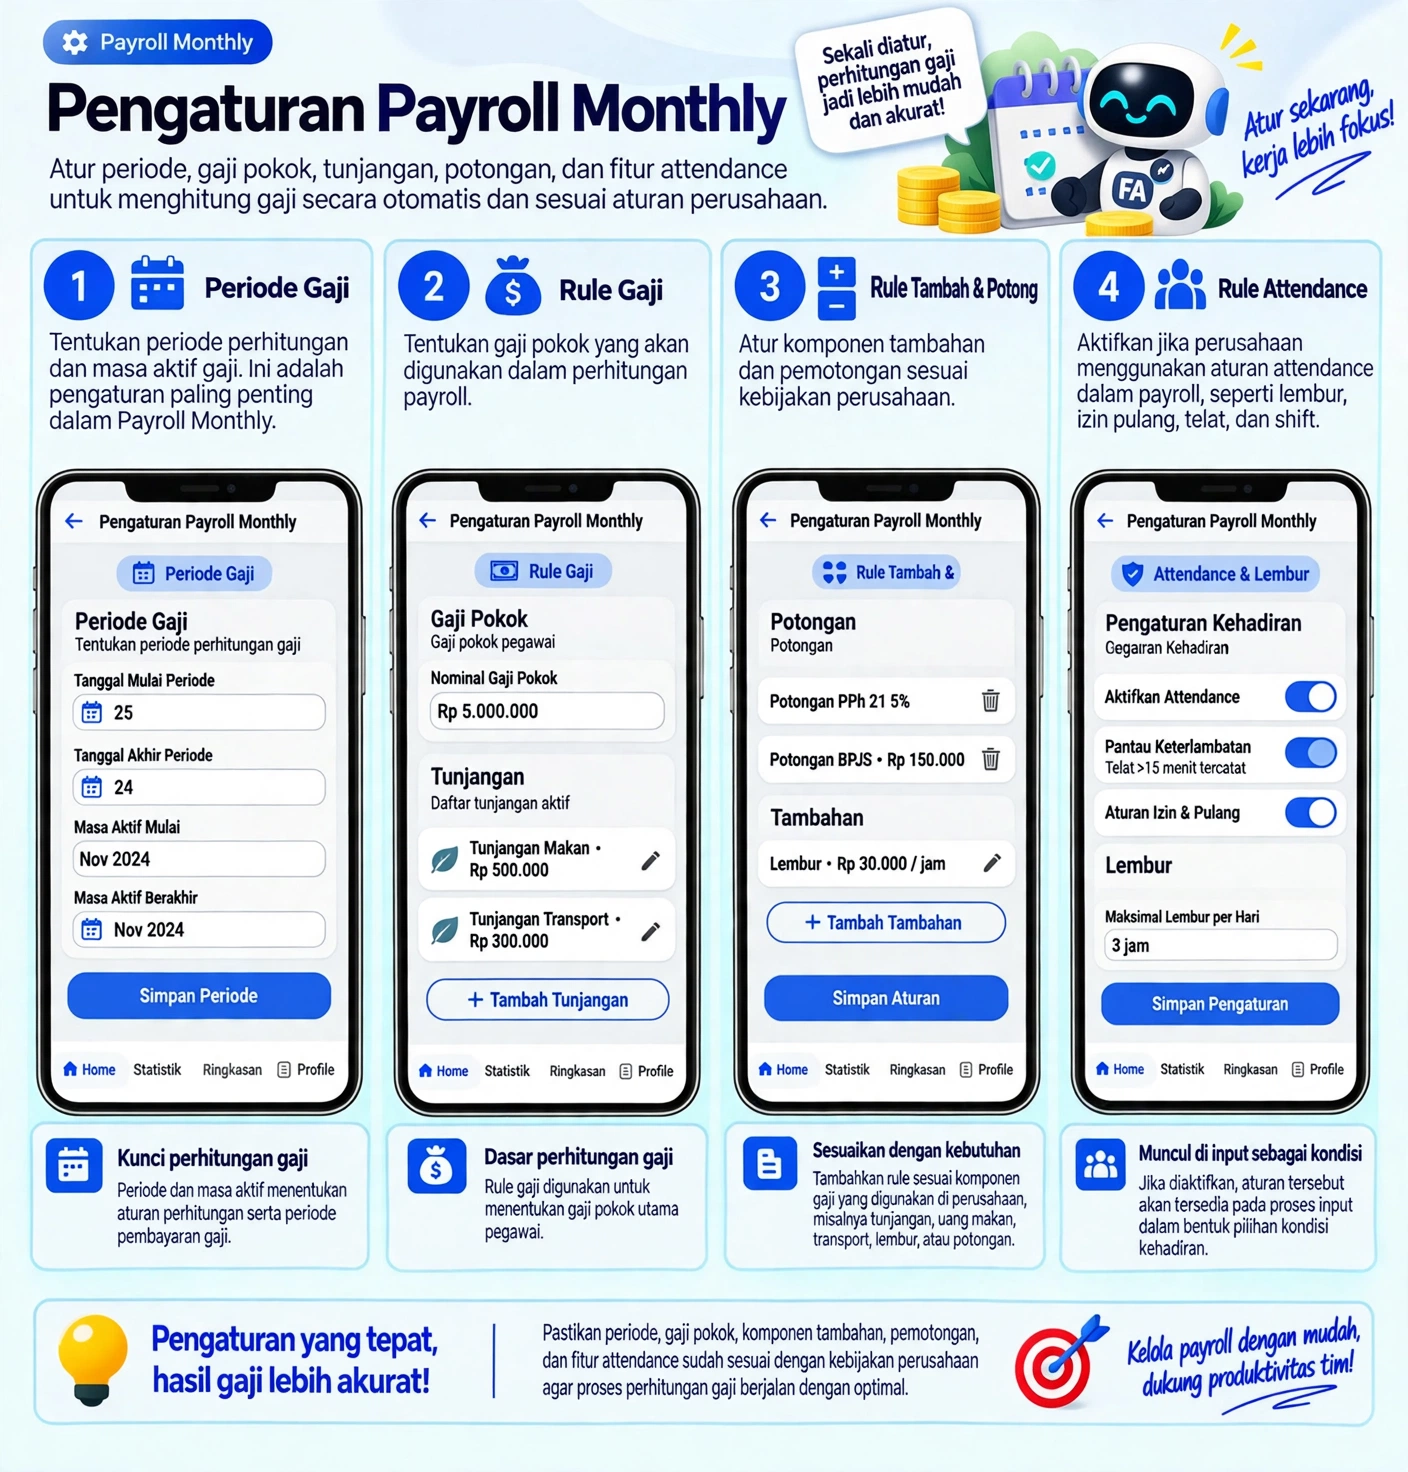 Payroll Monthly
Pengaturan Payroll Monthly
Atur periode, gaji pokok, tunjangan, potongan, dan fitur attendance
untuk menghitung gaji secara otomatis dan sesuai aturan perusahaan.
Sekali diatur,
perhitungan gaji
jadi lebih mudah
dan akurat!
FA
Atur sekarang,
kerja lebih fokus!
1
Periode Gaji
Tentukan periode perhitungan
dan masa aktif gaji. Ini adalah
pengaturan paling penting
dalam Payroll Monthly.
Pengaturan Payroll Monthly
Periode Gaji
Periode Gaji
Tentukan periode perhitungan gaji
Tanggal Mulai Periode
25
Tanggal Akhir Periode
24
Masa Aktif Mulai
Nov 2024
Masa Aktif Berakhir
Nov 2024
Simpan Periode
Home Statistik Ringkasan Profile
Kunci perhitungan gaji
Periode dan masa aktif menentukan
aturan perhitungan serta periode
pembayaran gaji.
2
$
Rule Gaji
Tentukan gaji pokok yang akan
digunakan dalam perhitungan
payroll.
Pengaturan Payroll Monthly
Rule Gaji
Gaji Pokok
Gaji pokok pegawai
Nominal Gaji Pokok
Rp 5.000.000
Tunjangan
Daftar tunjangan aktif
Tunjangan Makan •
Rp 500.000
Tunjangan Transport •
Rp 300.000
+ Tambah Tunjangan
Home Statistik Ringkasan Profile
$
Dasar perhitungan gaji
Rule gaji digunakan untuk
menentukan gaji pokok utama
pegawai.
3
Rule Tambah & Potong
Atur komponen tambahan
dan pemotongan sesuai
kebijakan perusahaan.
Pengaturan Payroll Monthly
Rule Tambah &
Potongan
Potongan
Potongan PPh 21 5%
Potongan BPJS • Rp 150.000
Tambahan
Lembur • Rp 30.000 / jam
+ Tambah Tambahan
Simpan Aturan
Home Statistik Ringkasan Profile
Sesuaikan dengan kebutuhan
Tambahkan rule sesuai komponen
gaji yang digunakan di perusahaan,
misalnya tunjangan, uang makan,
transport, lembur, atau potongan.
4
Rule Attendance
Aktifkan jika perusahaan
menggunakan aturan attendance
dalam payroll, seperti lembur,
izin pulang, telat, dan shift.
Pengaturan Payroll Monthly
Attendance & Lembur
Pengaturan Kehadiran
Gegairan Kehadiran
Aktifkan Attendance
Pantau Keterlambatan
Telat >15 menit tercatat
Aturan Izin & Pulang
Lembur
Maksimal Lembur per Hari
3 jam
Simpan Pengaturan
Home Statistik Ringkasan Profile
Muncul di input sebagai kondisi
Jika diaktifkan, aturan tersebut
akan tersedia pada proses input
dalam bentuk pilihan kondisi
kehadiran.
Pengaturan yang tepat,
hasil gaji lebih akurat!
Pastikan periode, gaji pokok, komponen tambahan, pemotongan,
dan fitur attendance sudah sesuai dengan kebijakan perusahaan
agar proses perhitungan gaji berjalan dengan optimal.
Kelola payroll dengan mudah,
dukung produktivitas tim!